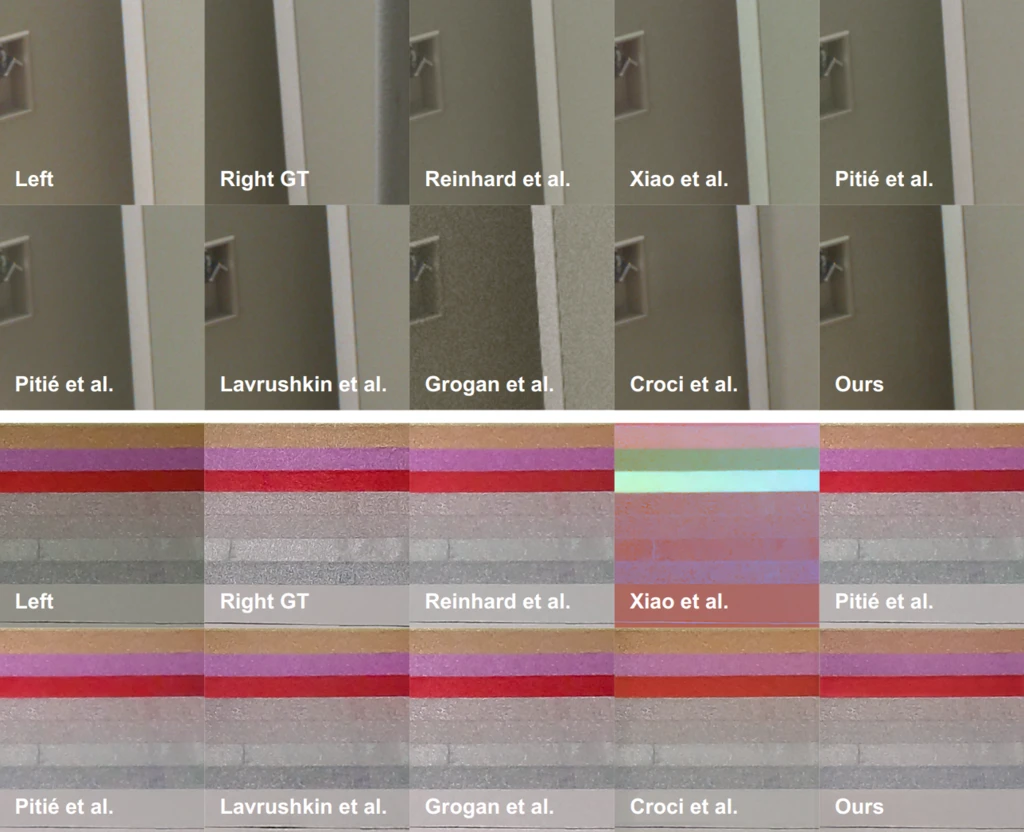 Left
Right GT
Reinhard et al.
Xiao et al.
Pitié et al.
Pitié et al.
Lavrushkin et al.
Grogan et al.
Croci et al.
Ours
Left
Right GT
Reinhard et al.
Xiao et al.
Pitié et al.
Pitié et al.
Lavrushkin et al.
Grogan et al.
Croci et al.
Ours